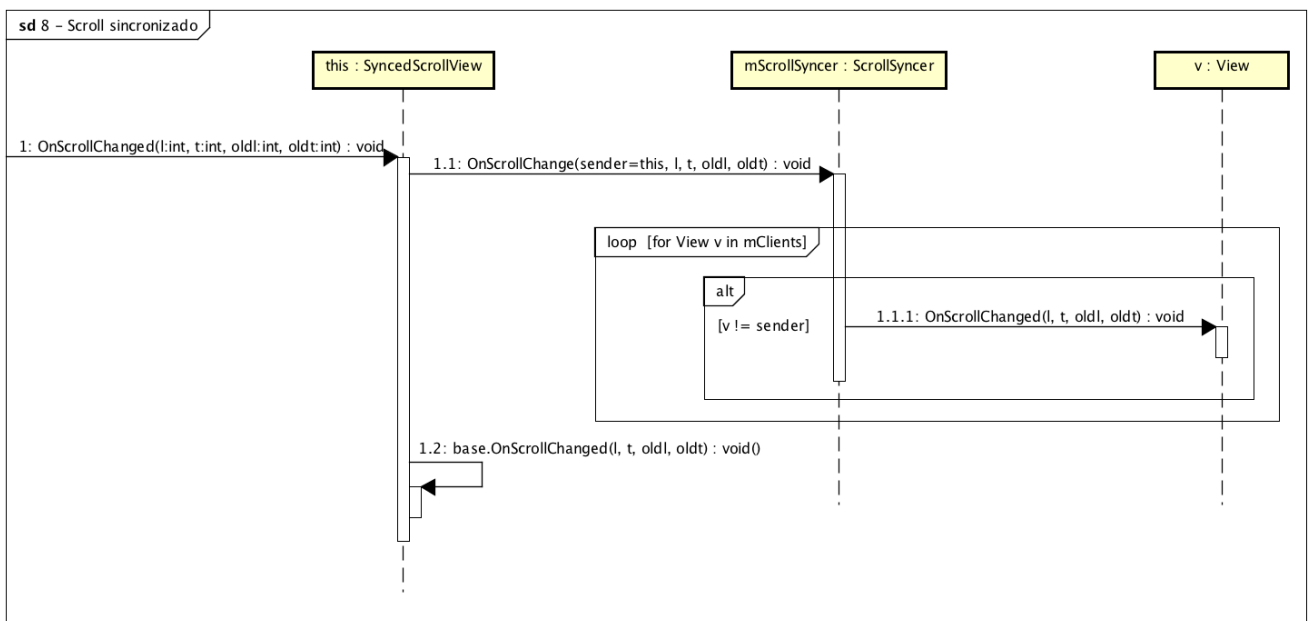 sd 8 – Scroll sincronizado
this : SyncedScrollView
mScrollSyncer : ScrollSyncer
v : View
1: OnScrollChanged(l:int, t:int, oldl:int, oldt:int) : void
1.1: OnScrollChange(sender=this, l, t, oldl, oldt) : void
loop [for View v in mClients]
alt
[v != sender]
1.1.1: OnScrollChanged(l, t, oldl, oldt) : void
1.2: base.OnScrollChanged(l, t, oldl, oldt) : void()